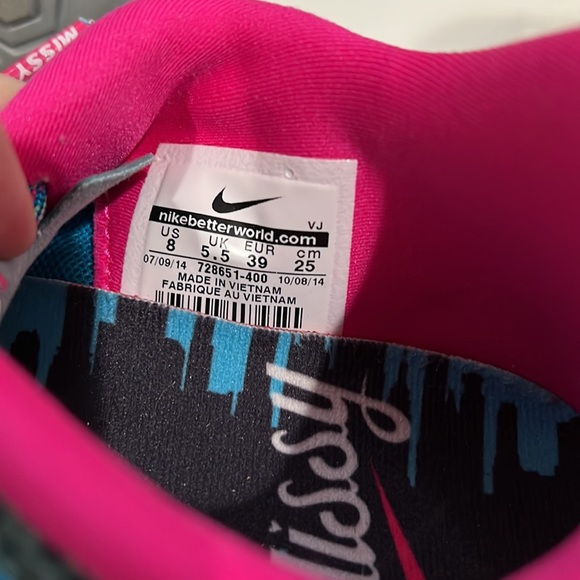 MISSY
nikebetterworld.com
VJ
US UK EUR cm
8 5.5 39 25
07/09/14 728651-400 10/08/14
MADE IN VIETNAM
FABRIQUE AU VIETNAM
Missy